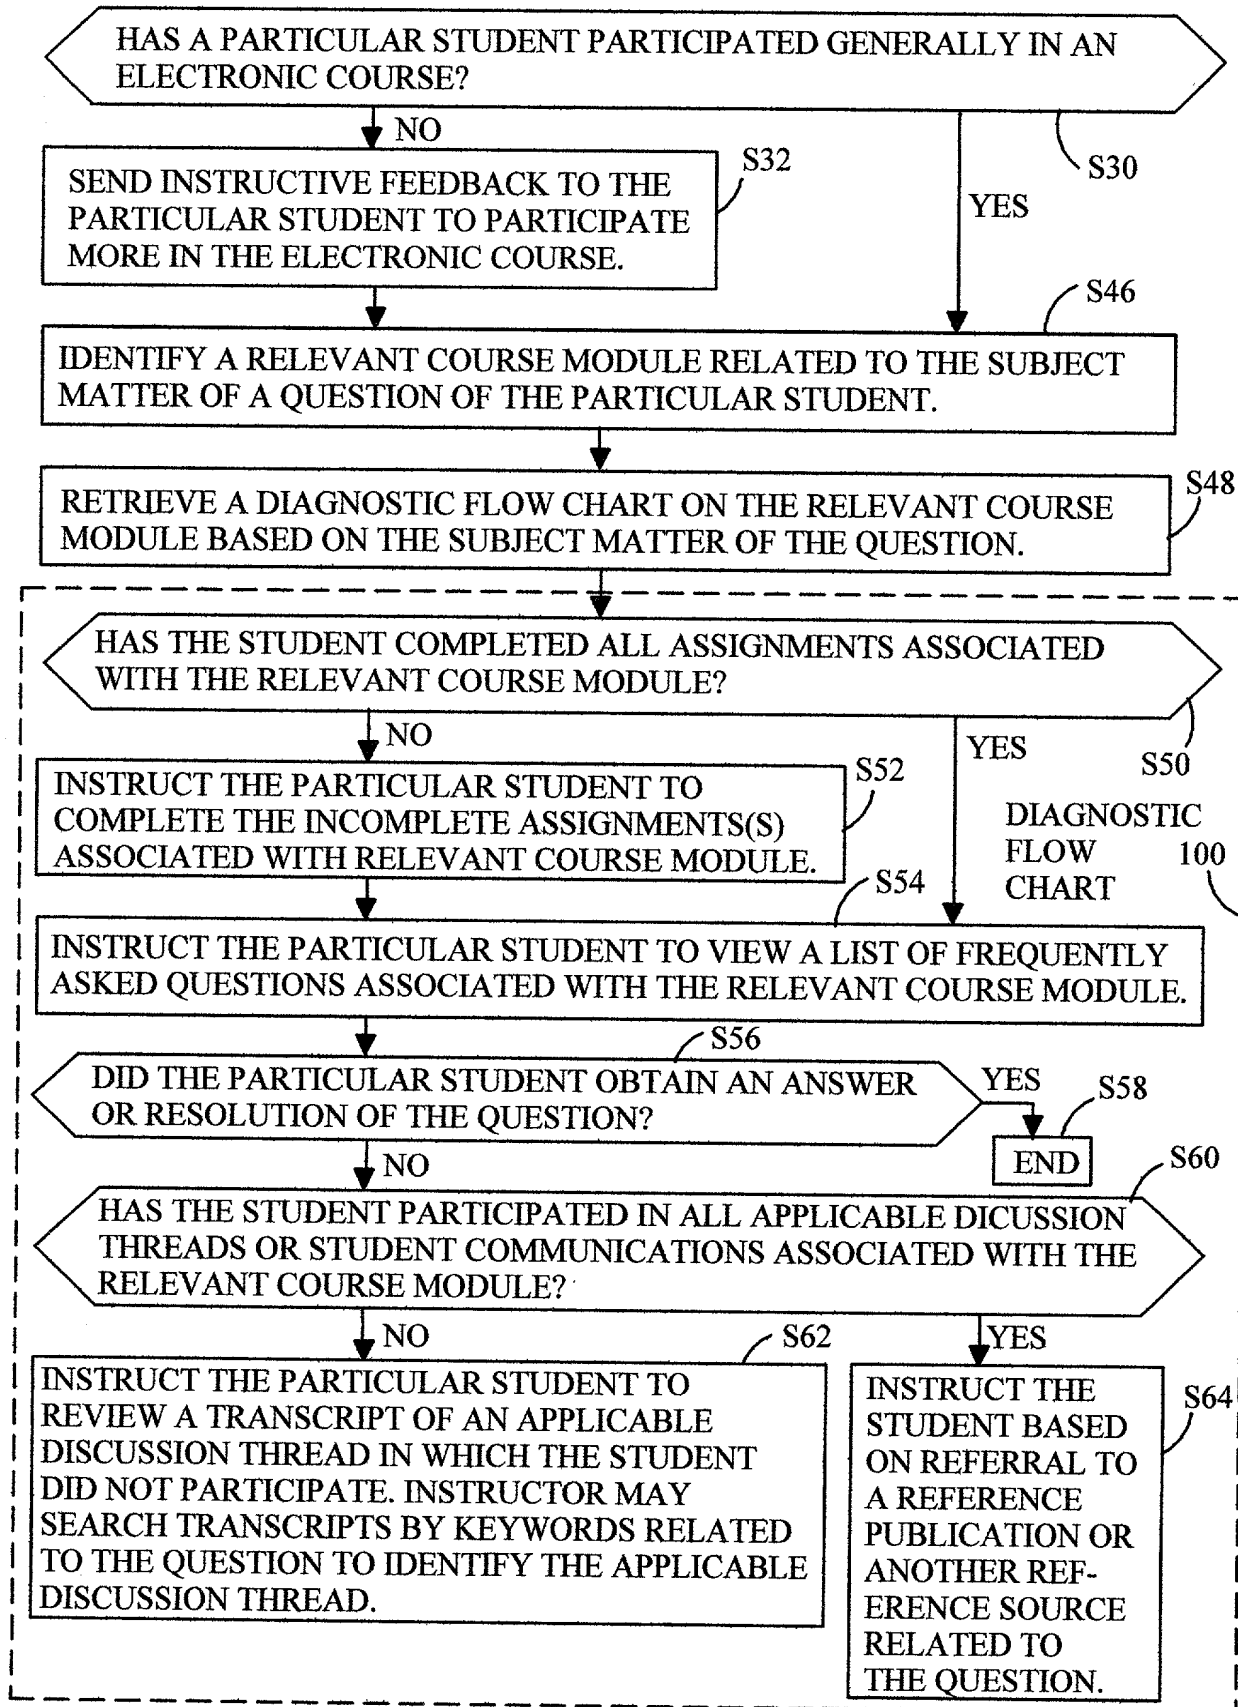 HAS A PARTICULAR STUDENT PARTICIPATED GENERALLY IN AN
ELECTRONIC COURSE?
NO
S30
YES
S32
SEND INSTRUCTIVE FEEDBACK TO THE
PARTICULAR STUDENT TO PARTICIPATE
MORE IN THE ELECTRONIC COURSE.
S46
IDENTIFY A RELEVANT COURSE MODULE RELATED TO THE SUBJECT
MATTER OF A QUESTION OF THE PARTICULAR STUDENT.
S48
RETRIEVE A DIAGNOSTIC FLOW CHART ON THE RELEVANT COURSE
MODULE BASED ON THE SUBJECT MATTER OF THE QUESTION.
HAS THE STUDENT COMPLETED ALL ASSIGNMENTS ASSOCIATED
WITH THE RELEVANT COURSE MODULE?
NO
YES
S50
S52
INSTRUCT THE PARTICULAR STUDENT TO
COMPLETE THE INCOMPLETE ASSIGNMENTS(S)
ASSOCIATED WITH RELEVANT COURSE MODULE.
DIAGNOSTIC
FLOW 100
CHART
S54
INSTRUCT THE PARTICULAR STUDENT TO VIEW A LIST OF FREQUENTLY
ASKED QUESTIONS ASSOCIATED WITH THE RELEVANT COURSE MODULE.
S56
DID THE PARTICULAR STUDENT OBTAIN AN ANSWER
OR RESOLUTION OF THE QUESTION?
YES
S58
END
NO
S60
HAS THE STUDENT PARTICIPATED IN ALL APPLICABLE DICUSSION
THREADS OR STUDENT COMMUNICATIONS ASSOCIATED WITH THE
RELEVANT COURSE MODULE?
NO
S62
YES
INSTRUCT THE PARTICULAR STUDENT TO
REVIEW A TRANSCRIPT OF AN APPLICABLE
DISCUSSION THREAD IN WHICH THE STUDENT
DID NOT PARTICIPATE. INSTRUCTOR MAY
SEARCH TRANSCRIPTS BY KEYWORDS RELATED
TO THE QUESTION TO IDENTIFY THE APPLICABLE
DISCUSSION THREAD.
S64
INSTRUCT THE
STUDENT BASED
ON REFERRAL TO
A REFERENCE
PUBLICATION OR
ANOTHER REF-
ERENCE SOURCE
RELATED TO
THE QUESTION.